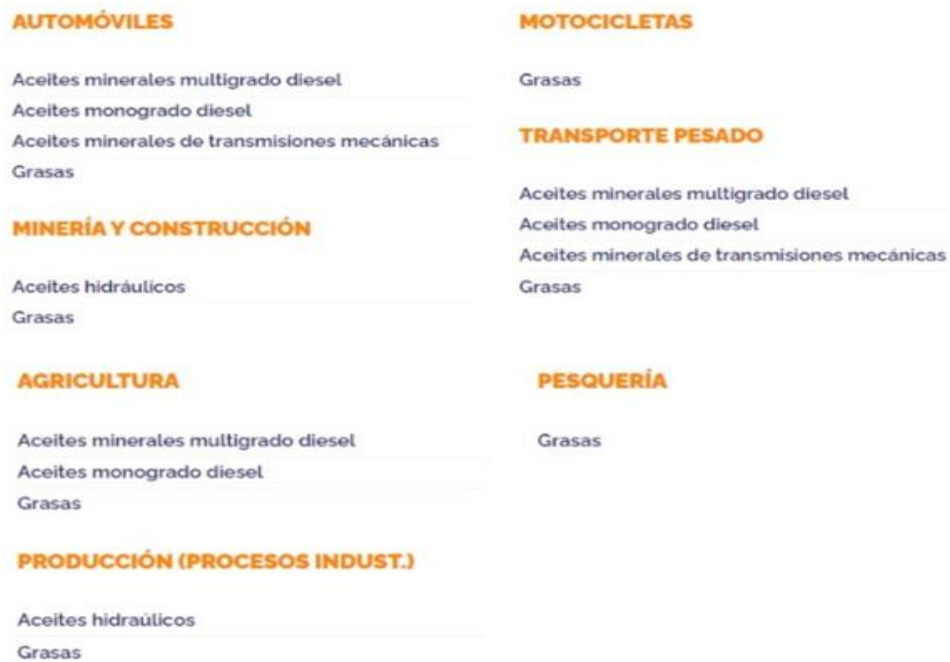 AUTOMÓVILES
Aceites minerales multigrado diesel
Aceites monogrado diesel
Aceites minerales de transmisiones mecánicas
Grasas
MINERÍA Y CONSTRUCCIÓN
Aceites hidráulicos
Grasas
MOTOCICLETAS
Grasas
TRANSPORTE PESADO
Aceites minerales multigrado diesel
Aceites monogrado diesel
Aceites minerales de transmisiones mecánicas
Grasas
AGRICULTURA
Aceites minerales multigrado diesel
Aceites monogrado diesel
Grasas
PRODUCCIÓN (PROCESOS INDUST.)
Aceites hidraúlicos
Grasas
PESQUERÍA
Grasas